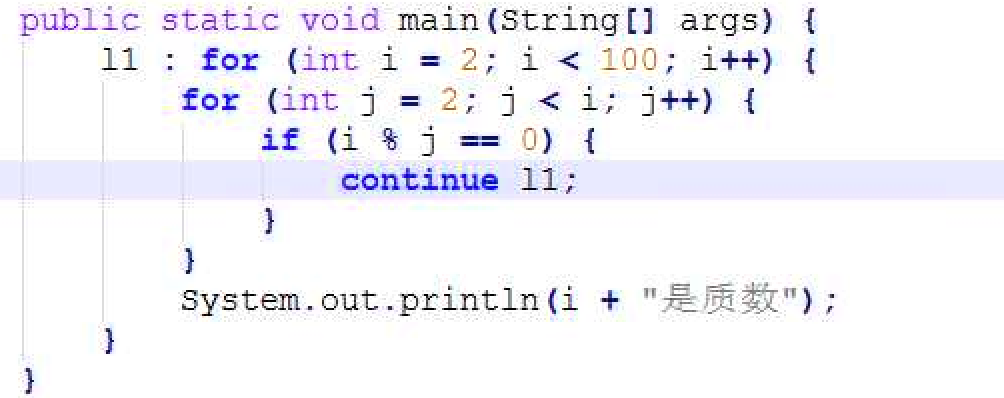 public static void main(String[] args) {
l1 : for (int i = 2; i < 100; i++) {
for (int j = 2; j < i; j++) {
if (i % j == 0) {
continue l1;
}
}
System.out.println(i + "是质数");
}
}